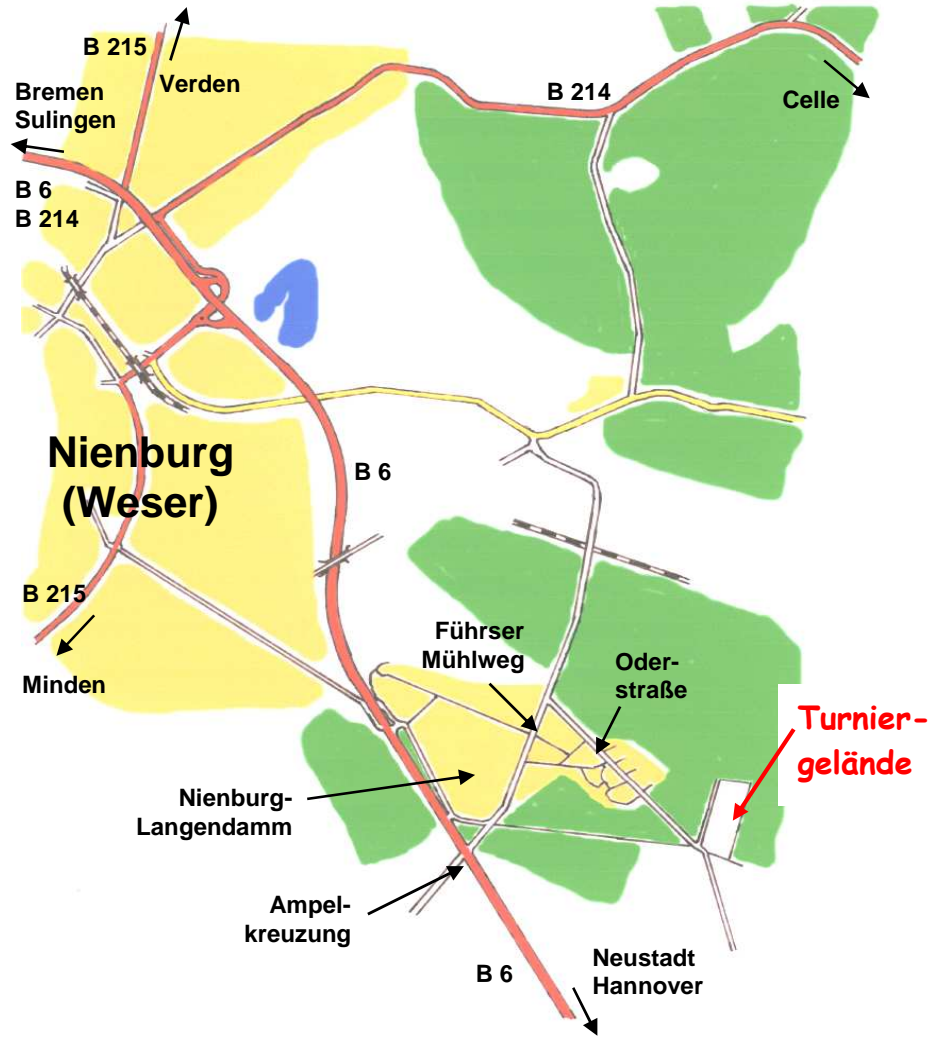 B 215
Verden
Bremen
Sulingen
B 214
Celle
B 6
B 214
Nienburg
(Weser)
B 6
B 215
Minden
Führser
Mühlweg
Oder-
straße
Turnier-
gelände
Nienburg-
Langendamm
Ampel-
kreuzung
B 6
Neustadt
Hannover